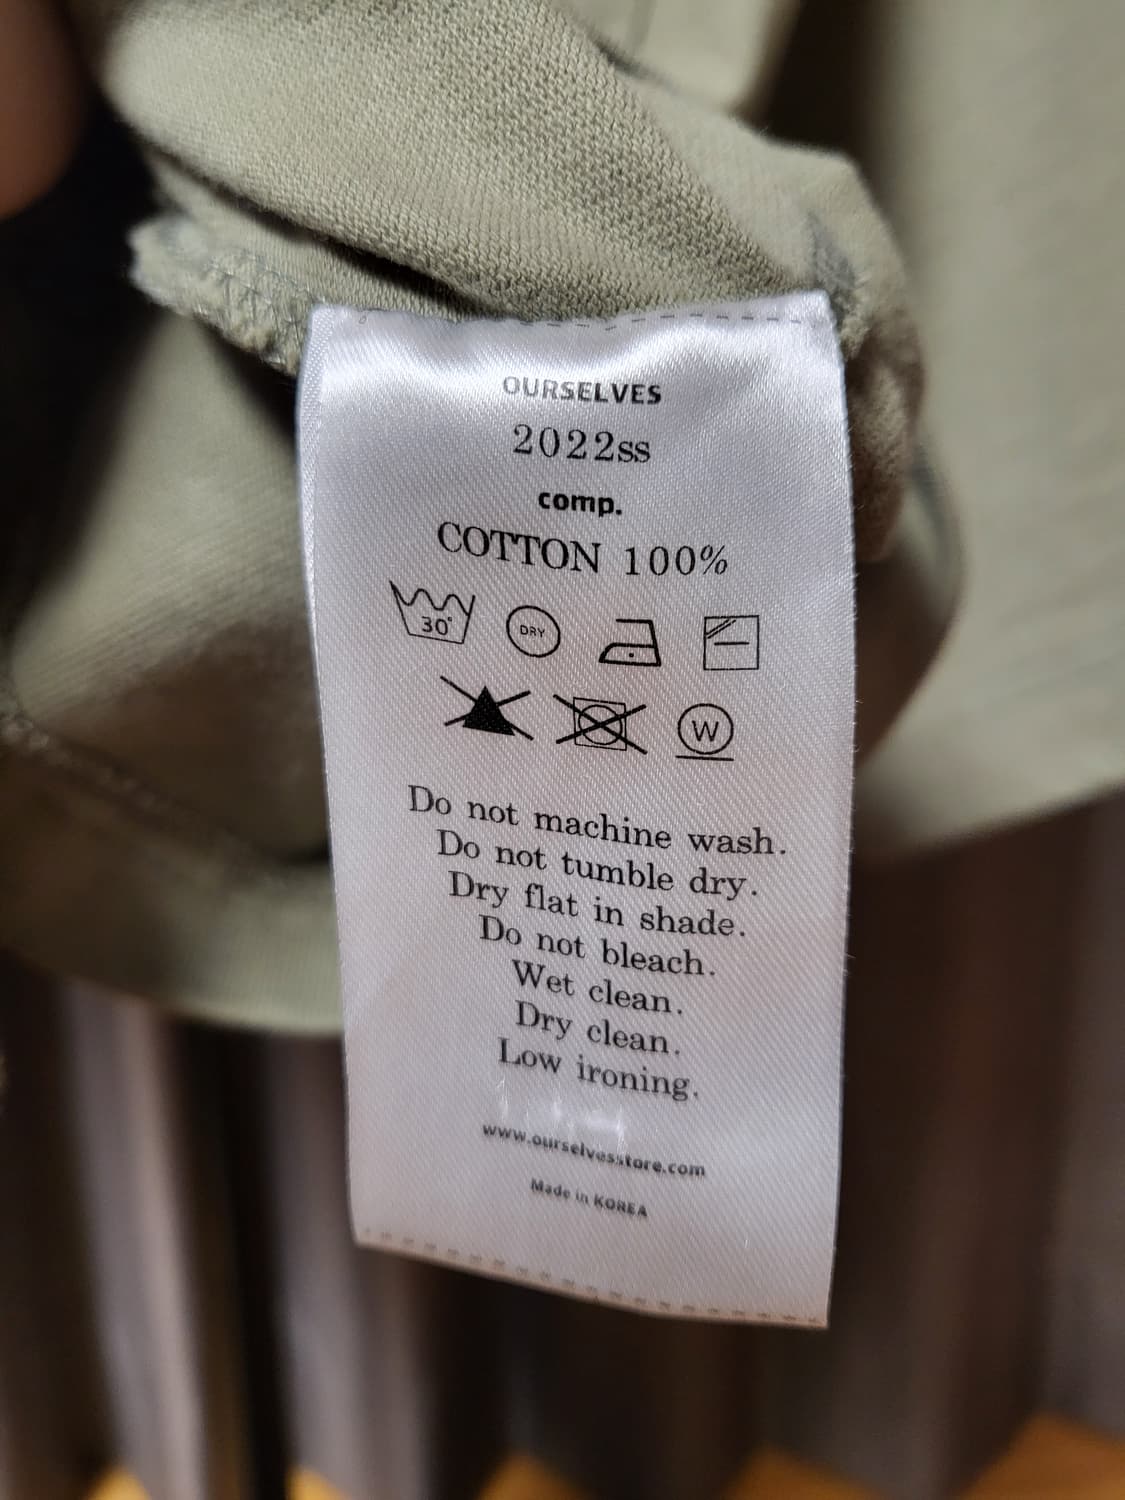 OURSELVES
2022ss
comp.
COTTON 100%
30° DRY
W
Do not machine wash.
Do not tumble dry.
Dry flat in shade.
Do not bleach.
Wet clean.
Dry clean.
Low ironing.
www.ourselvesstore.com
Made in KOREA